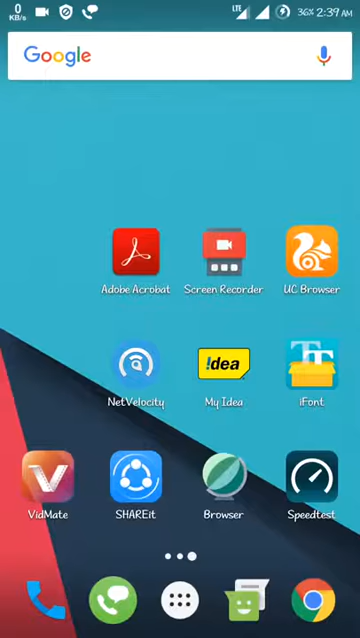 0
KB/s
LTE
36% 2:39 AM
Google
Adobe Acrobat
Screen Recorder
UC Browser
!dea
TT
NetVelocity
My Idea
iFont
VidMate
SHAREit
Browser
Speedtest